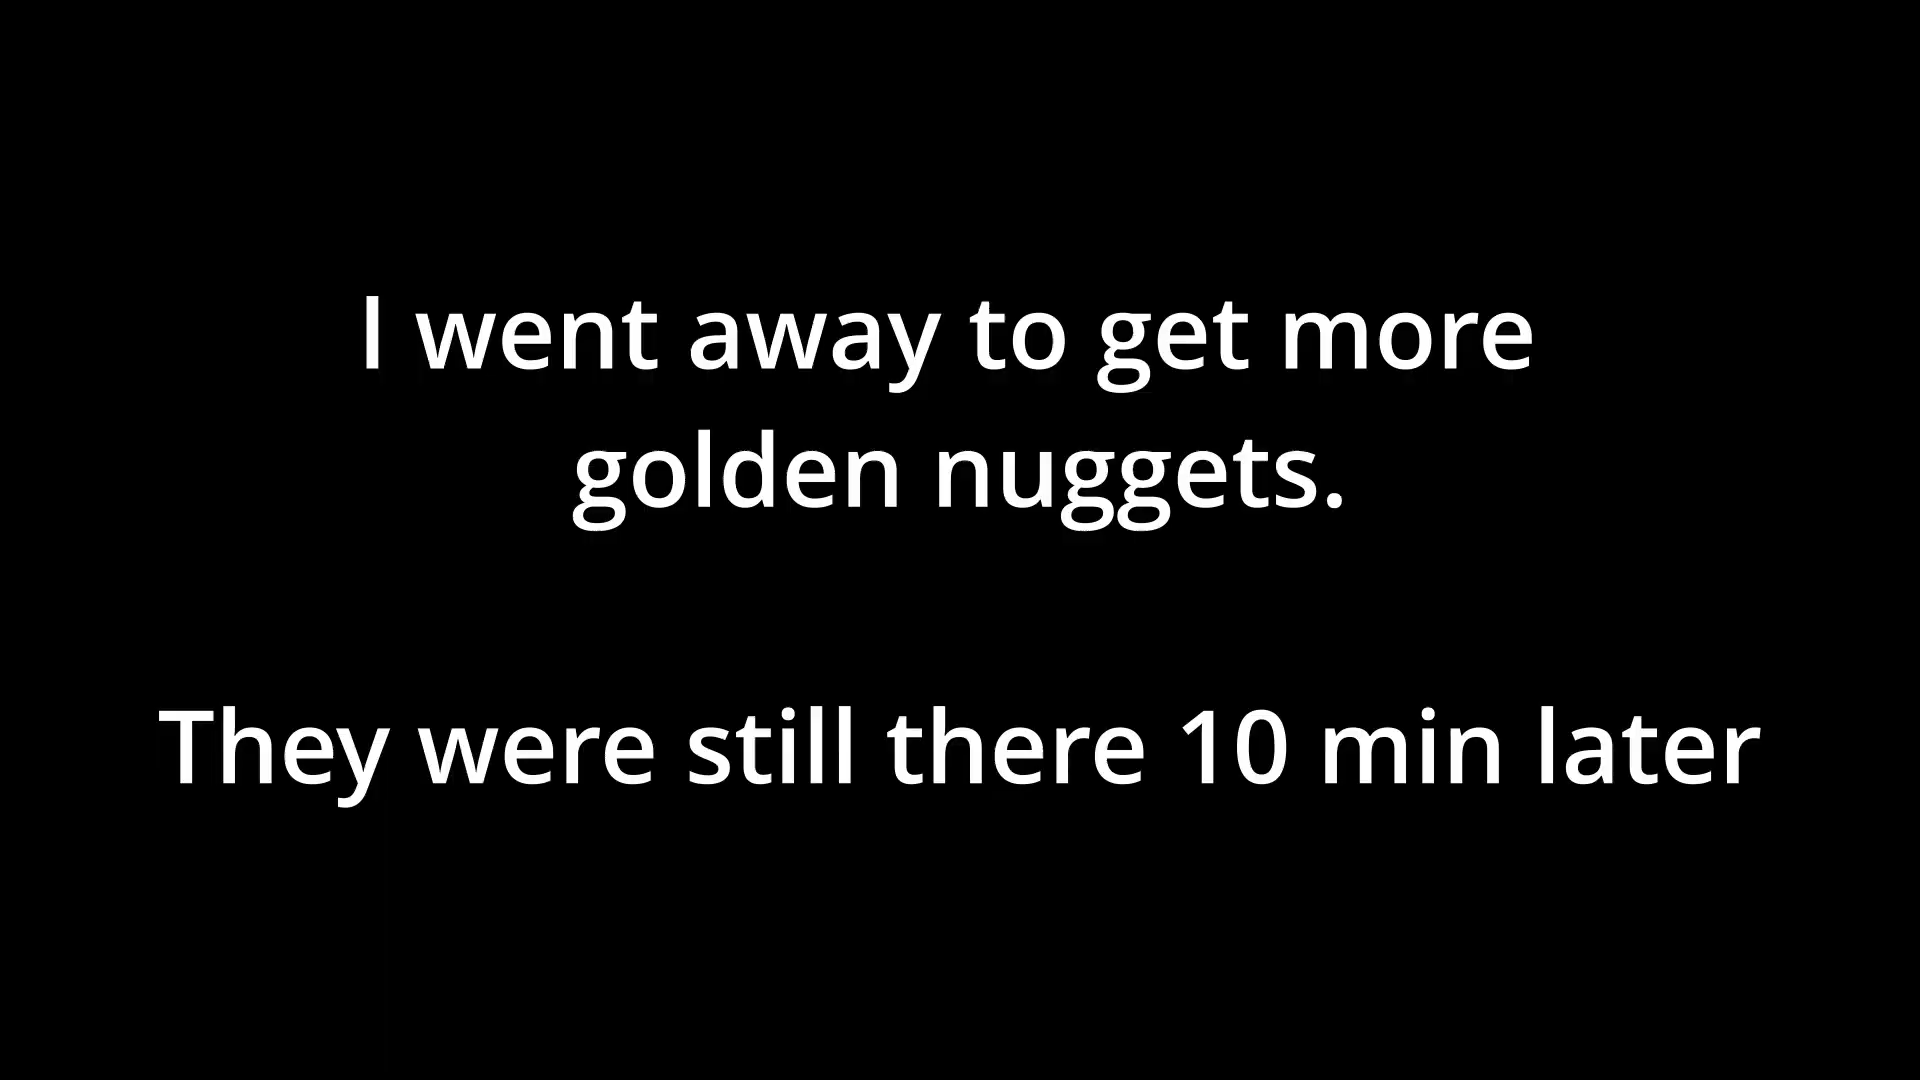 I went away to get more
golden nuggets.
They were still there 10 min later